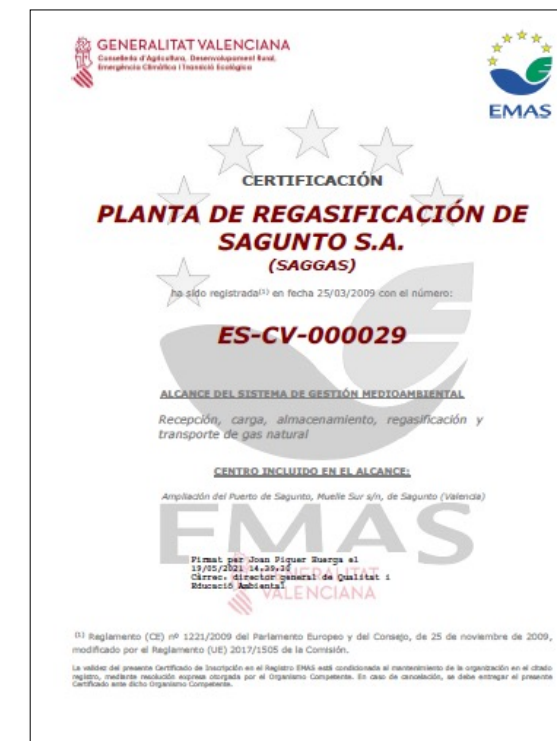 GENERALITAT VALENCIANA
Conselleria d'Agricultura, Desenvolupament Rural,
Emergència Climàtica i Transició Ecològica
EMAS
CERTIFICACIÓN
PLANTA DE REGASIFICACIÓN DE
SAGUNTO S.A.
(SAGGAS)
ha sido registrada(1) en fecha 25/03/2009 con el número:
ES-CV-000029
ALCANCE DEL SISTEMA DE GESTIÓN MEDIOAMBIENTAL
Recepción, carga, almacenamiento, regasificación y
transporte de gas natural
CENTRO INCLUIDO EN EL ALCANCE:
Ampliación del Puerto de Sagunto, Muelle Sur s/n, de Sagunto (Valencia)
EMAS
Firmat per Joan Piquer Huerga el
19/05/2021 14:39:30
Càrrec: director general de Qualitat i
Educació Ambiental
GENERALITAT
VALENCIANA
(1) Reglamento (CE) nº 1221/2009 del Parlamento Europeo y del Consejo, de 25 de noviembre de 2009,
modificado por el Reglamento (UE) 2017/1505 de la Comisión.
La validez del presente Certificado de Inscripción en el Registro EMAS está condicionada al mantenimiento de la organización en el citado
registro, mediante resolución expresa otorgada por el Organismo Competente. En caso de cancelación, se debe entregar el presente
Certificado ante dicho Organismo Competente.